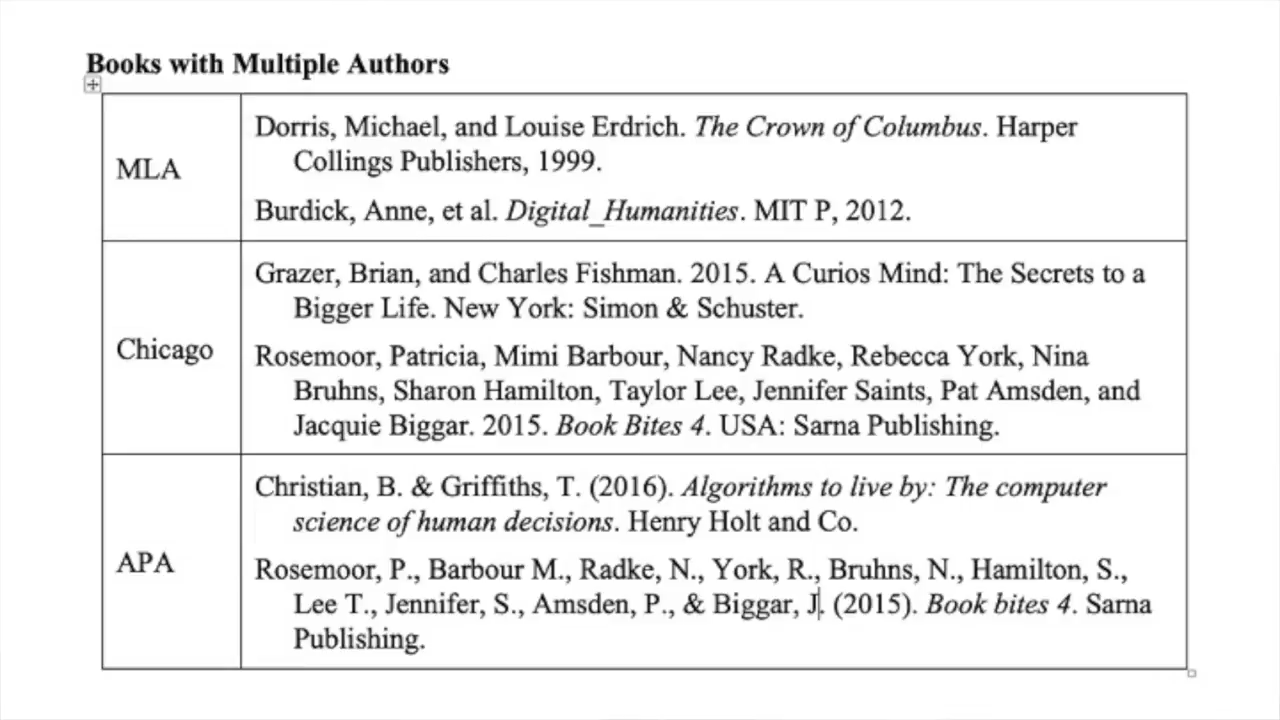 Books with Multiple Authors
MLA
Dorris, Michael, and Louise Erdrich. The Crown of Columbus. Harper
Collings Publishers, 1999.
Burdick, Anne, et al. Digital_Humanities. MIT P, 2012.
Chicago
Grazer, Brian, and Charles Fishman. 2015. A Curios Mind: The Secrets to a
Bigger Life. New York: Simon & Schuster.
Rosemoor, Patricia, Mimi Barbour, Nancy Radke, Rebecca York, Nina
Bruhns, Sharon Hamilton, Taylor Lee, Jennifer Saints, Pat Amsden, and
Jacquie Biggar. 2015. Book Bites 4. USA: Sarna Publishing.
APA
Christian, B. & Griffiths, T. (2016). Algorithms to live by: The computer
science of human decisions. Henry Holt and Co.
Rosemoor, P., Barbour M., Radke, N., York, R., Bruhns, N., Hamilton, S.,
Lee T., Jennifer, S., Amsden, P., & Biggar, J. (2015). Book bites 4. Sarna
Publishing.